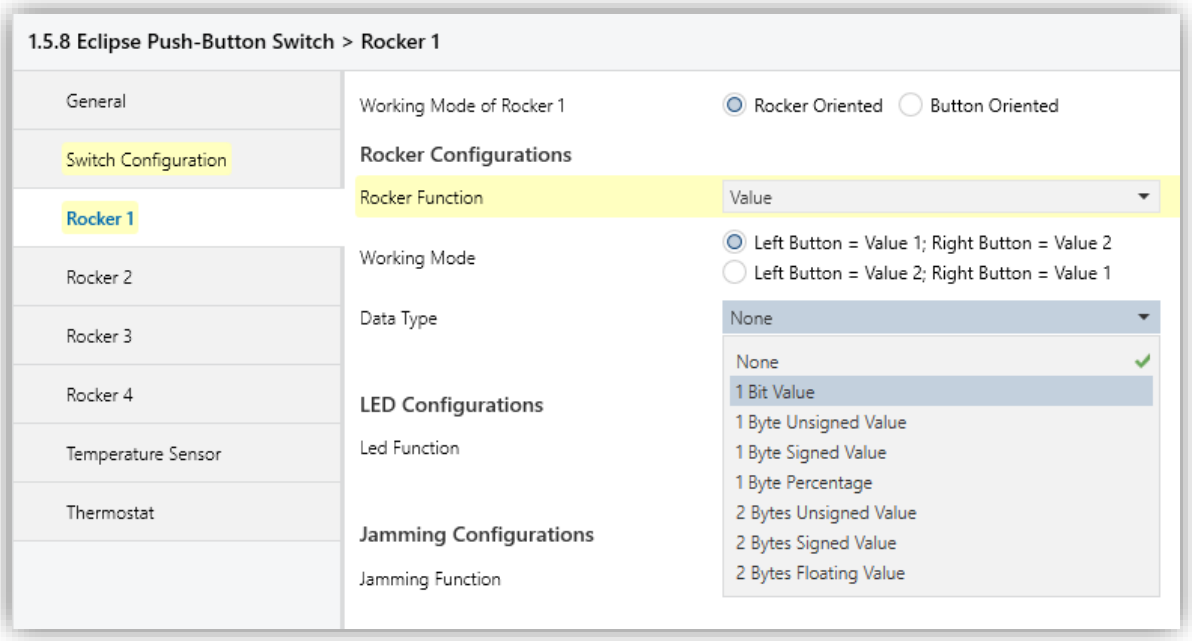 1.5.8 Eclipse Push-Button Switch > Rocker 1
General
Switch Configuration
Rocker 1
Rocker 2
Rocker 3
Rocker 4
Temperature Sensor
Thermostat
Working Mode of Rocker 1
Rocker Oriented
Button Oriented
Rocker Configurations
Rocker Function
Value
Working Mode
Left Button = Value 1; Right Button = Value 2
Left Button = Value 2; Right Button = Value 1
Data Type
None
None
1 Bit Value
1 Byte Unsigned Value
1 Byte Signed Value
1 Byte Percentage
2 Bytes Unsigned Value
2 Bytes Signed Value
2 Bytes Floating Value
LED Configurations
Led Function
Jamming Configurations
Jamming Function